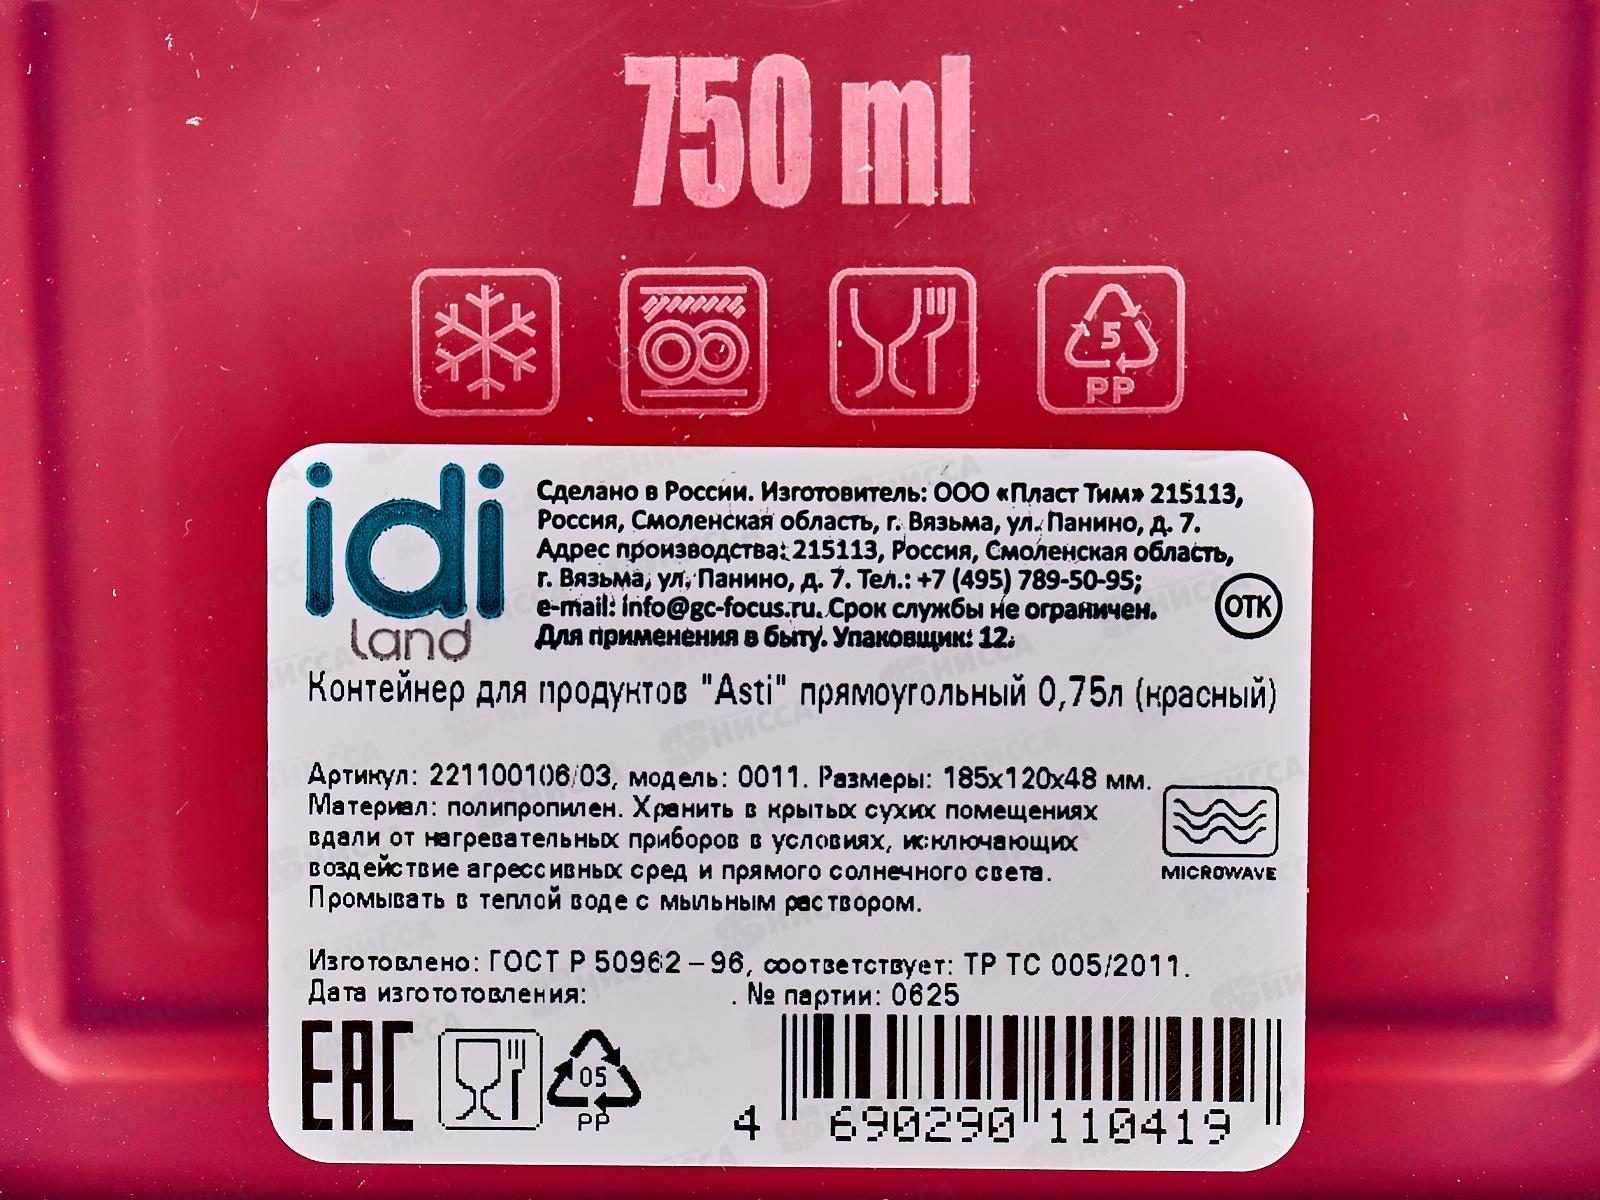 750 ml
5
PP
idi
land
Сделано в России. Изготовитель: ООО «Пласт Тим» 215113,
Россия, Смоленская область, г. Вязьма, ул. Панино, д. 7.
Адрес производства: 215113, Россия, Смоленская область,
г. Вязьма, ул. Панино, д. 7. Тел.: +7 (495) 789-50-95;
e-mail: info@gc-focus.ru. Срок службы не ограничен.
Для применения в быту. Упаковщик: 12.
ОТК
Контейнер для продуктов "Asti" прямоугольный 0,75л (красный)
Артикул: 221100106/03, модель: 0011. Размеры: 185х120х48 мм.
Материал: полипропилен. Хранить в крытых сухих помещениях
вдали от нагревательных приборов в условиях, исключающих
воздействие агрессивных сред и прямого солнечного света.
Промывать в теплой воде с мыльным раствором.
MICROWAVE
Изготовлено: ГОСТ Р 50962-96, соответствует: ТР ТС 005/2011.
Дата изгототовления: . № партии: 0625
EAC
05
PP
4 690290 110419
НИССА